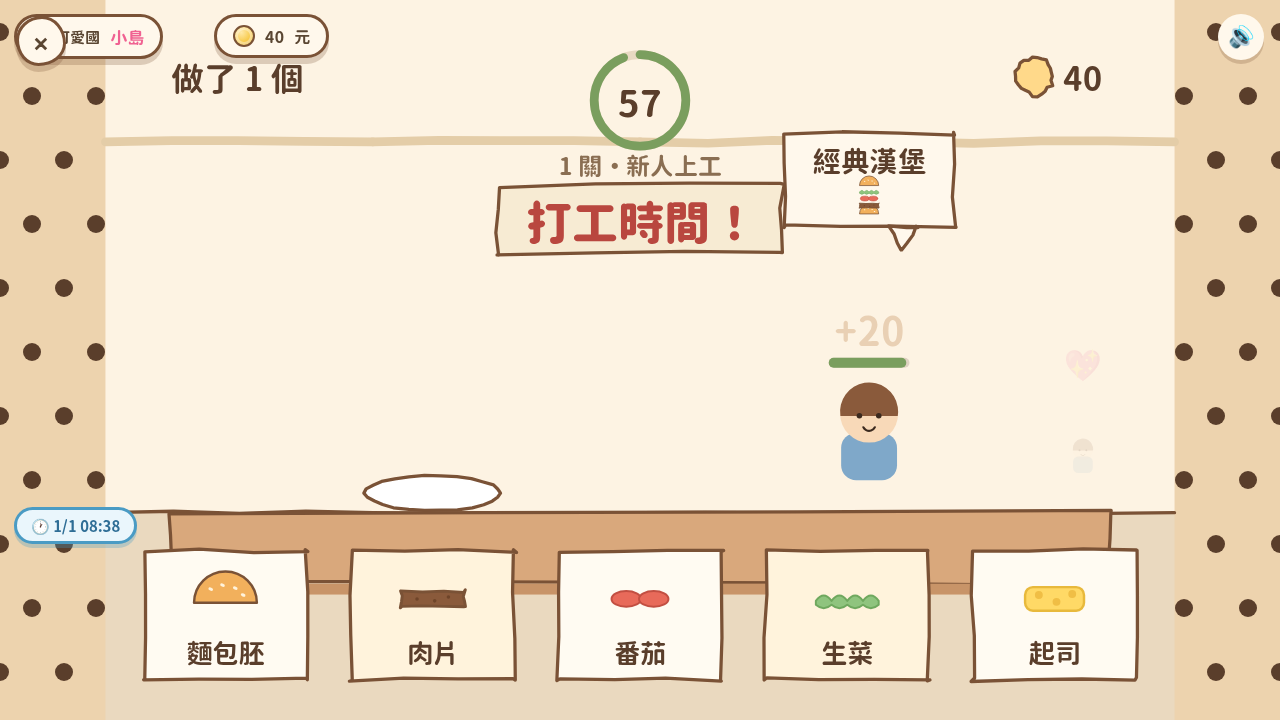 愛國 小島
40 元
做了 1 個
57
40
1 關・新人上工
打工時間！
經典漢堡
+20
1/1 08:38
麵包胚
肉片
番茄
生菜
起司